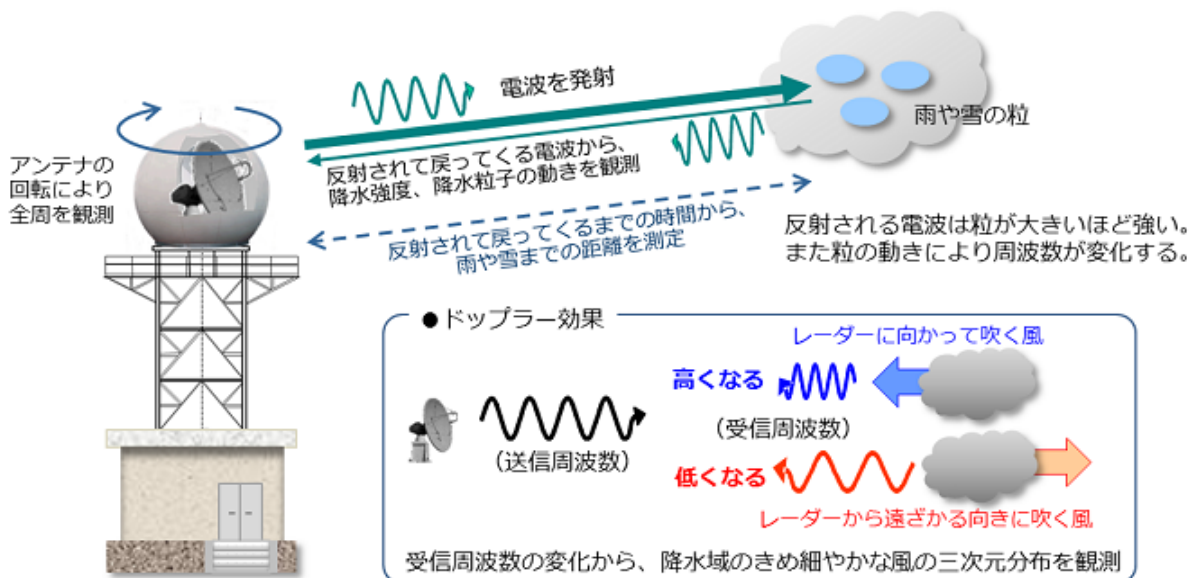 電波を発射
雨や雪の粒
アンテナの
回転により
全周を観測
反射されて戻ってくる電波から、
降水強度、降水粒子の動きを観測
反射されて戻ってくるまでの時間から、
雨や雪までの距離を測定
反射される電波は粒が大きいほど強い。
また粒の動きにより周波数が変化する。
●ドップラー効果
レーダーに向かって吹く風
高くなる
（送信周波数）
（受信周波数）
低くなる
レーダーから遠ざかる向きに吹く風
受信周波数の変化から、降水域のきめ細やかな風の三次元分布を観測